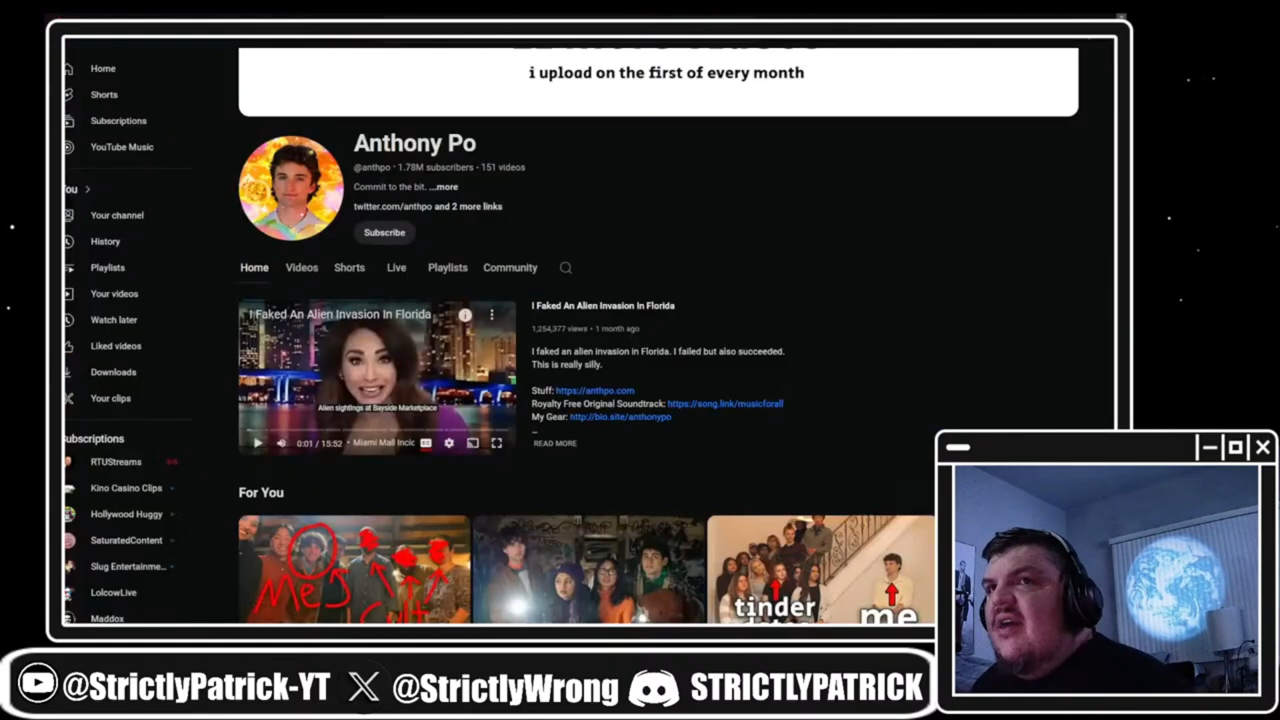 i upload on the first of every month
Home
Shorts
Subscriptions
YouTube Music
You
Your channel
History
Playlists
Your videos
Watch later
Liked videos
Downloads
Your clips
Subscriptions
RTUStreams
Kino Casino Clips
Hollywood Huggy
SaturatedContent
Slug Entertainme...
LolcowLive
Maddox
Anthony Po
@anthpo • 1.78M subscribers • 151 videos
Commit to the bit. ...more
twitter.com/anthpo and 2 more links
Subscribe
Home Videos Shorts Live Playlists Community
I Faked An Alien Invasion In Florida
Alien sightings at Bayside Marketplace
0:01 / 15:52 • Miami Mall Incic
I Faked An Alien Invasion In Florida
1,254,377 views • 1 month ago
I faked an alien invasion in Florida. I failed but also succeeded.
This is really silly.
Stuff: https://anthpo.com
Royalty Free Original Soundtrack: https://song.link/musicforall
My Gear: http://bio.site/anthonypo
READ MORE
For You
Me
Cult
tinder
me
@StrictlyPatrick-YT @StrictlyWrong STRICTLYPATRICK